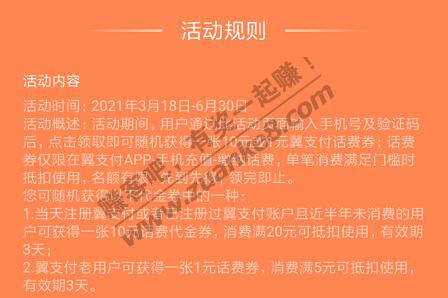 活动规则
活动内容
活动时间：2021年3月18日-6月30日
活动概述：活动期间，用户通过此活动页面输入手机号及验证码
后，点击领取即可随机获得一张10元或1元翼支付话费券；话费
券仅限在翼支付APP-手机充值-缴纳话费，单笔消费满足门槛时
抵扣使用，名额有限，先到先得，领完即止。
您可随机获得以下代金券中的一种：
1.当天注册翼支付或者已注册过翼支付账户且近半年未消费的用
户可获得一张10元话费代金券，消费满20元可抵扣使用，有效期
3天；
2.翼支付老用户可获得一张1元话费券，消费满5元可抵扣使用，
有效期3天。
赚客吧，有奖一起赚！
www.zuanke8.com